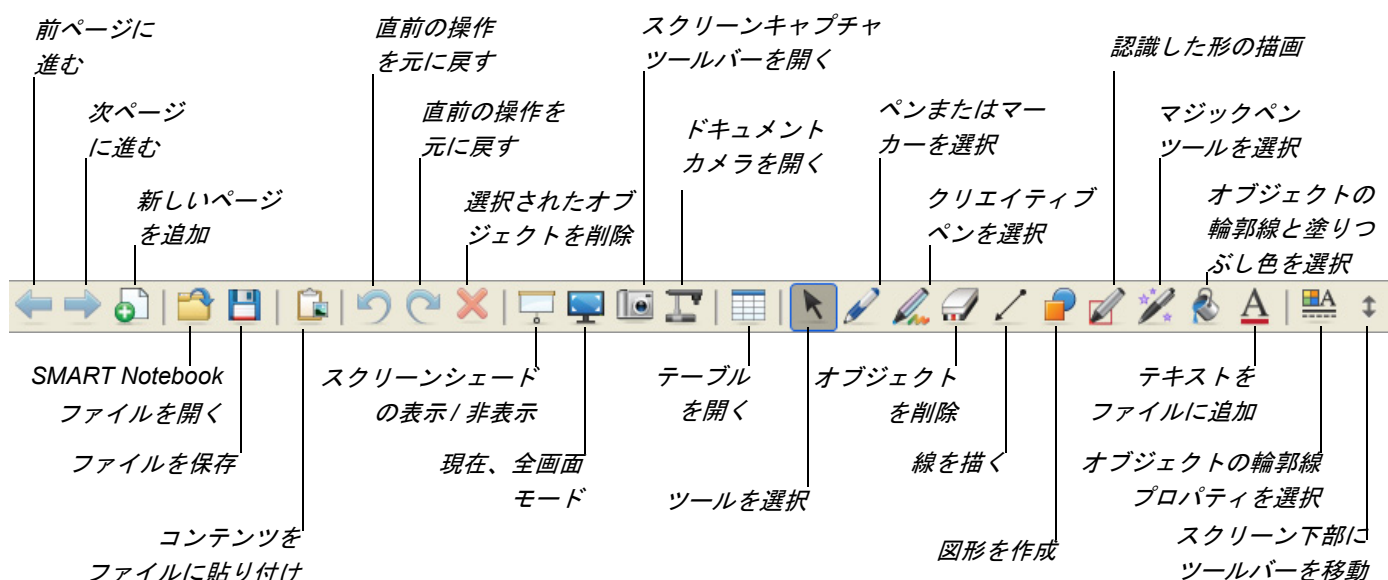 前ページに
進む
直前の操作
を元に戻す
スクリーンキャプチャ
ツールバーを開く
認識した形の描画
次ページ
に進む
直前の操作を
元に戻す
ドキュメント
カメラを開く
ペンまたはマー
カーを選択
マジックペン
ツールを選択
新しいページ
を追加
選択されたオブ
ジェクトを削除
クリエイティブ
ペンを選択
オブジェクトの
輪郭線と塗りつ
ぶし色を選択
A
A
SMART Notebook
ファイルを開く
スクリーンシェード
の表示 / 非表示
テーブル
を開く
オブジェクト
を削除
テキストを
ファイルに追加
ファイルを保存
現在、全画面
モード
ツールを選択
線を描く
オブジェクトの輪郭線
プロパティを選択
コンテンツを
ファイルに貼り付け
図形を作成
スクリーン下部に
ツールバーを移動